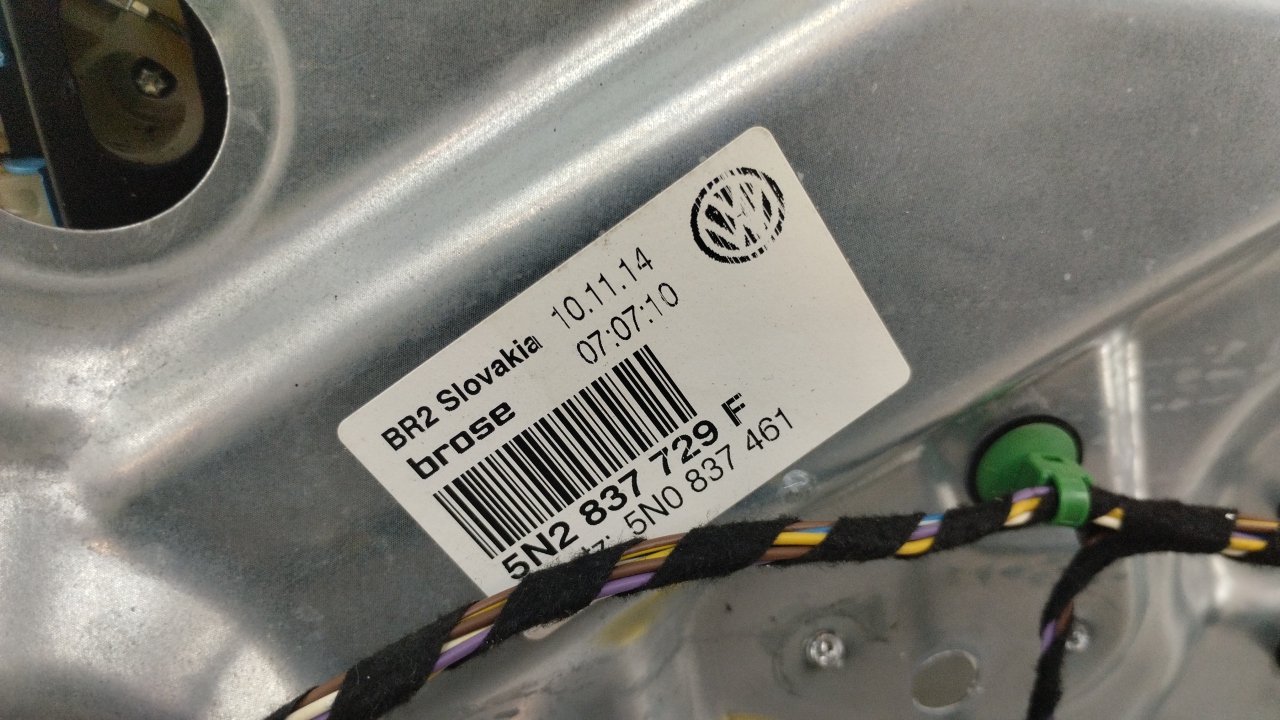 BR2 Slovakia 10.11.14
brose 07:07:10
5N2 837 729 F
z: 5N0 837 461